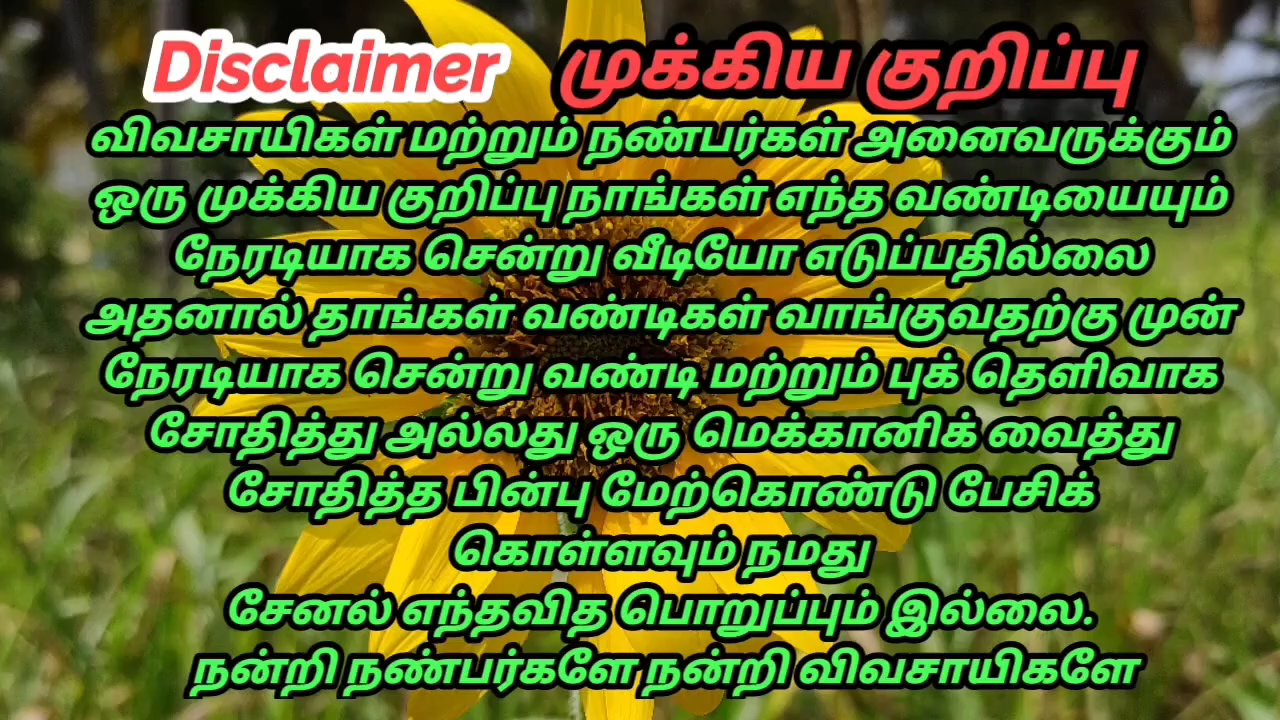 Disclaimer முக்கிய குறிப்பு
விவசாயிகள் மற்றும் நண்பர்கள் அனைவருக்கும்
ஒரு முக்கிய குறிப்பு நாங்கள் எந்த வண்டியையும்
நேரடியாக சென்று வீடியோ எடுப்பதில்லை
அதனால் தாங்கள் வண்டிகள் வாங்குவதற்கு முன்
நேரடியாக சென்று வண்டி மற்றும் புக் தெளிவாக
சோதித்து அல்லது ஒரு மெக்கானிக் வைத்து
சோதித்த பின்பு மேற்கொண்டு பேசிக்
கொள்ளவும் நமது
சேனல் எந்தவித பொறுப்பும் இல்லை.
நன்றி நண்பர்களே நன்றி விவசாயிகளே